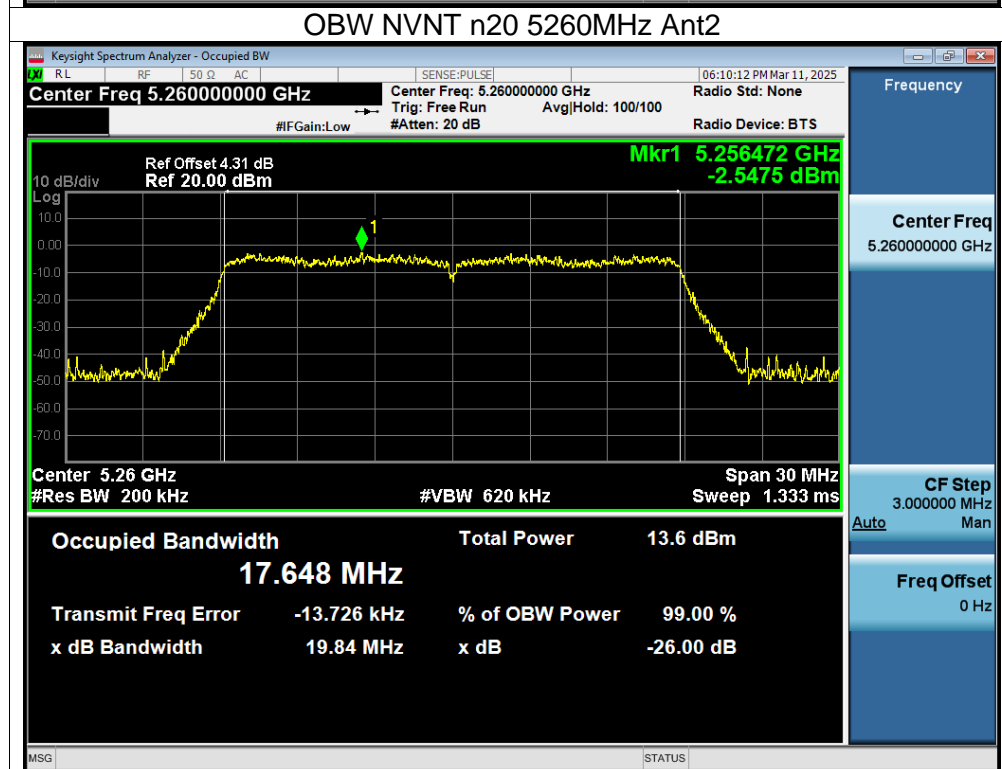 OBW NVNT n20 5260MHz Ant2
Keysight Spectrum Analyzer - Occupied BW
LXI RL RF 50 Ω AC SENSE:PULSE 06:10:12 PM Mar 11, 2025
Center Freq 5.260000000 GHz
Center Freq: 5.260000000 GHz
Radio Std: None
Trig: Free Run Avg|Hold: 100/100
#IFGain:Low
#Atten: 20 dB
Radio Device: BTS
Frequency
Mkr1 5.256472 GHz
-2.5475 dBm
Ref Offset 4.31 dB
10 dB/div Ref 20.00 dBm
Log
10.0
0.00
-10.0
-20.0
-30.0
-40.0
-50.0
-60.0
-70.0
1
Center 5.26 GHz Span 30 MHz
#Res BW 200 kHz #VBW 620 kHz Sweep 1.333 ms
Occupied Bandwidth Total Power 13.6 dBm
17.648 MHz
Transmit Freq Error -13.726 kHz % of OBW Power 99.00 %
x dB Bandwidth 19.84 MHz x dB -26.00 dB
Center Freq
5.260000000 GHz
CF Step
3.000000 MHz
Auto Man
Freq Offset
0 Hz
MSG STATUS